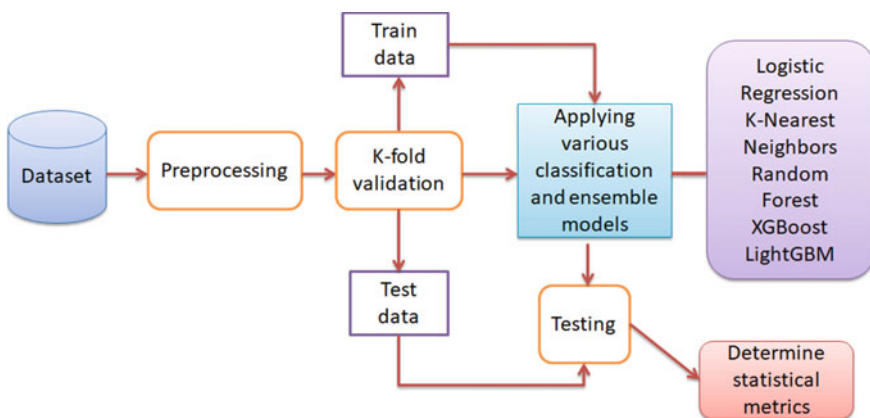 Dataset
Preprocessing
K-fold
validation
Train
data
Test
data
Applying
various
classification
and ensemble
models
Logistic
Regression
K-Nearest
Neighbors
Random
Forest
XGBoost
LightGBM
Testing
Determine
statistical
metrics